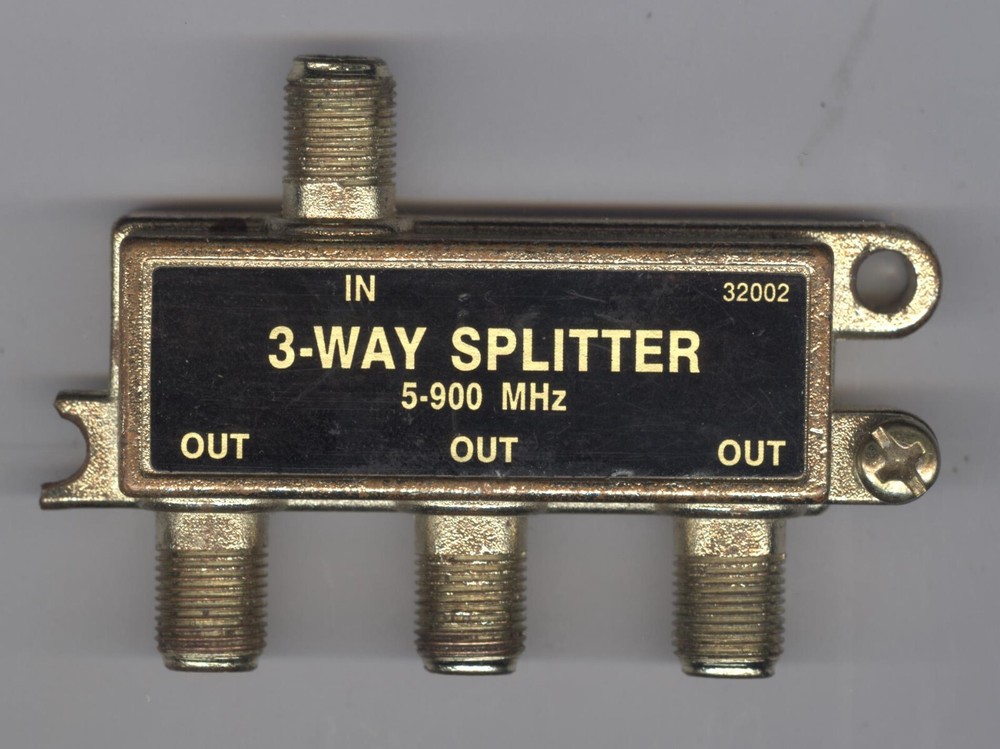 IN 32002
3-WAY SPLITTER
5-900 MHz
OUT OUT OUT